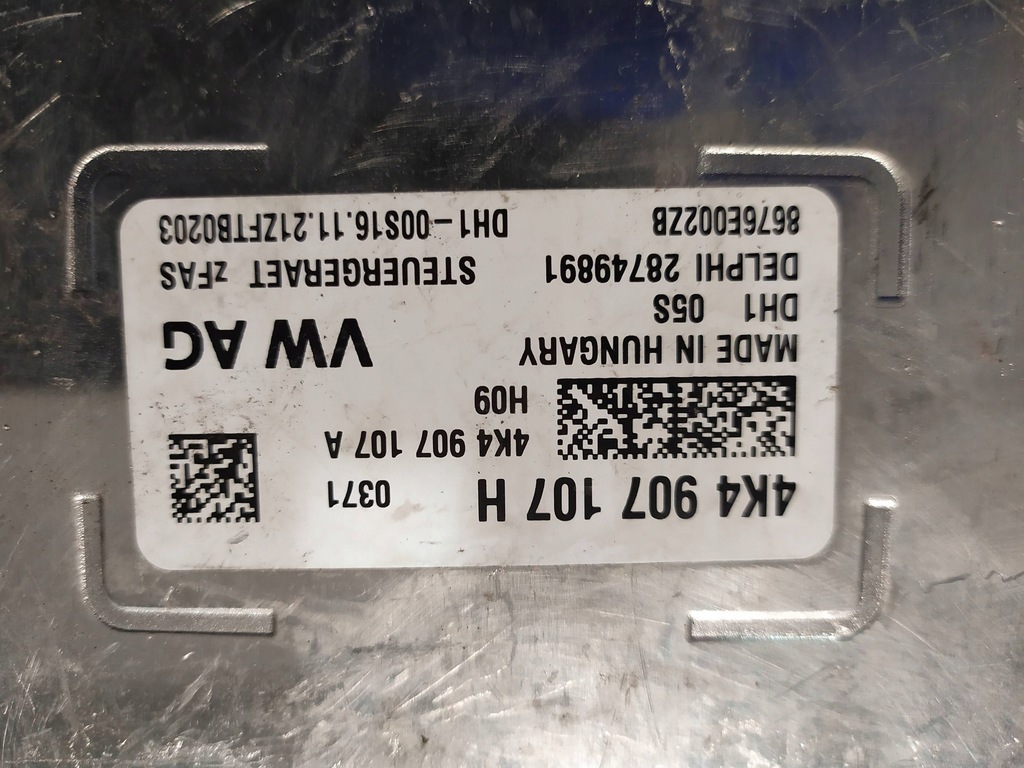 4K4 907 107 H 0371
4K4 907 107 A
H09
MADE IN HUNGARY VW AG
DH1 05S
DELPHI 28749891 STEUERGERAET zFAS
8676E002ZB DH1-00S16.11.21ZFTB0203